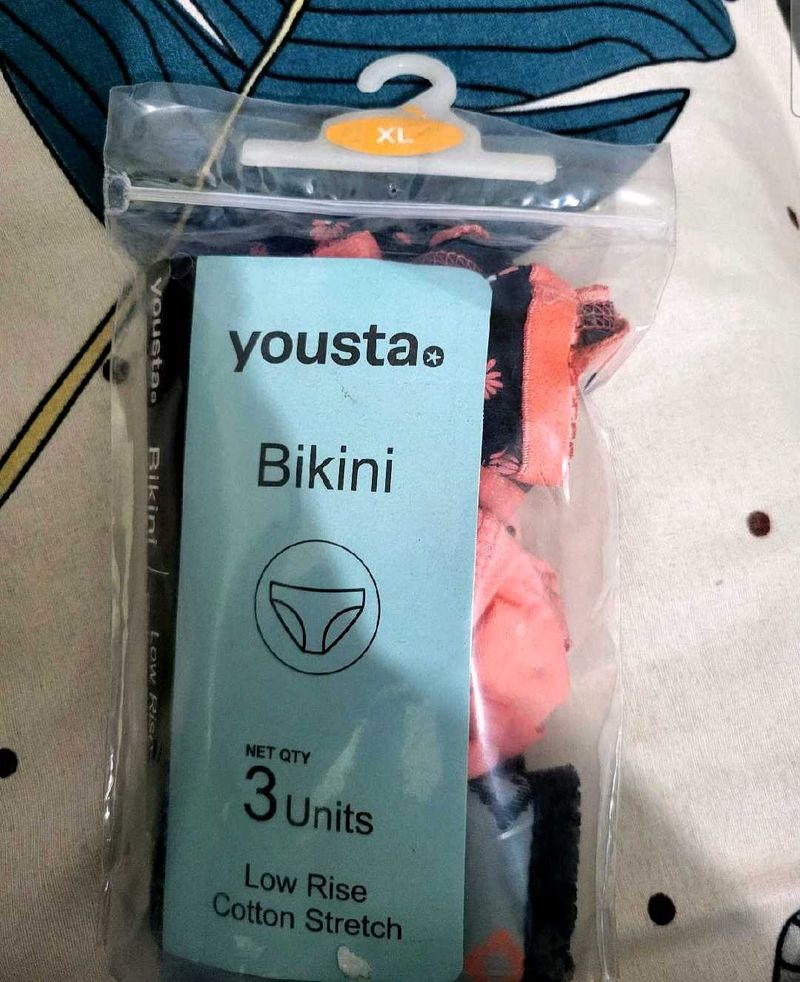 XL
yousta
Bikini
NET QTY
3 Units
Low Rise
Cotton Stretch
yousta Bikini Low Rise